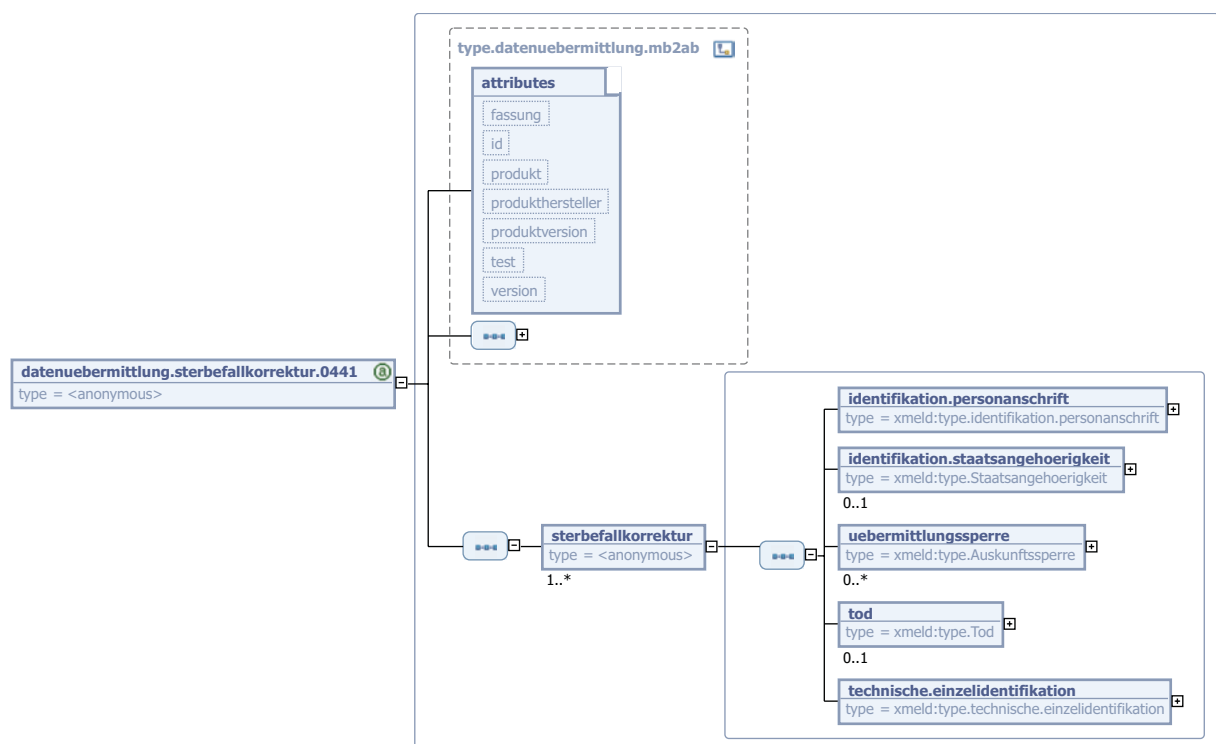 type.datenuebermittlung.mb2ab
attributes
fassung
id
produkt
produkthersteller
produktversion
test
version
datenuebermittlung.sterbefallkorrektur.0441
a
type = <anonymous>
sterbefallkorrektur
type = <anonymous>
1..*
identifikation.personanschrift
type = xmeld:type.identifikation.personanschrift
identifikation.staatsangehoerigkeit
type = xmeld:type.Staatsangehoerigkeit
0..1
uebermittlungssperre
type = xmeld:type.Auskunftssperre
0..*
tod
type = xmeld:type.Tod
0..1
technische.einzelidentifikation
type = xmeld:type.technische.einzelidentifikation